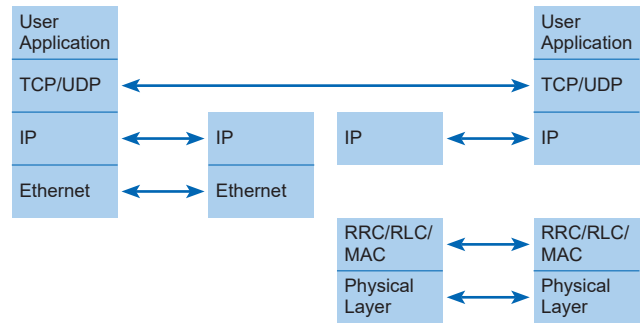 User
Application
TCP/UDP
IP
Ethernet
IP
Ethernet
IP
RRC/RLC/
MAC
Physical
Layer
User
Application
TCP/UDP
IP
RRC/RLC/
MAC
Physical
Layer